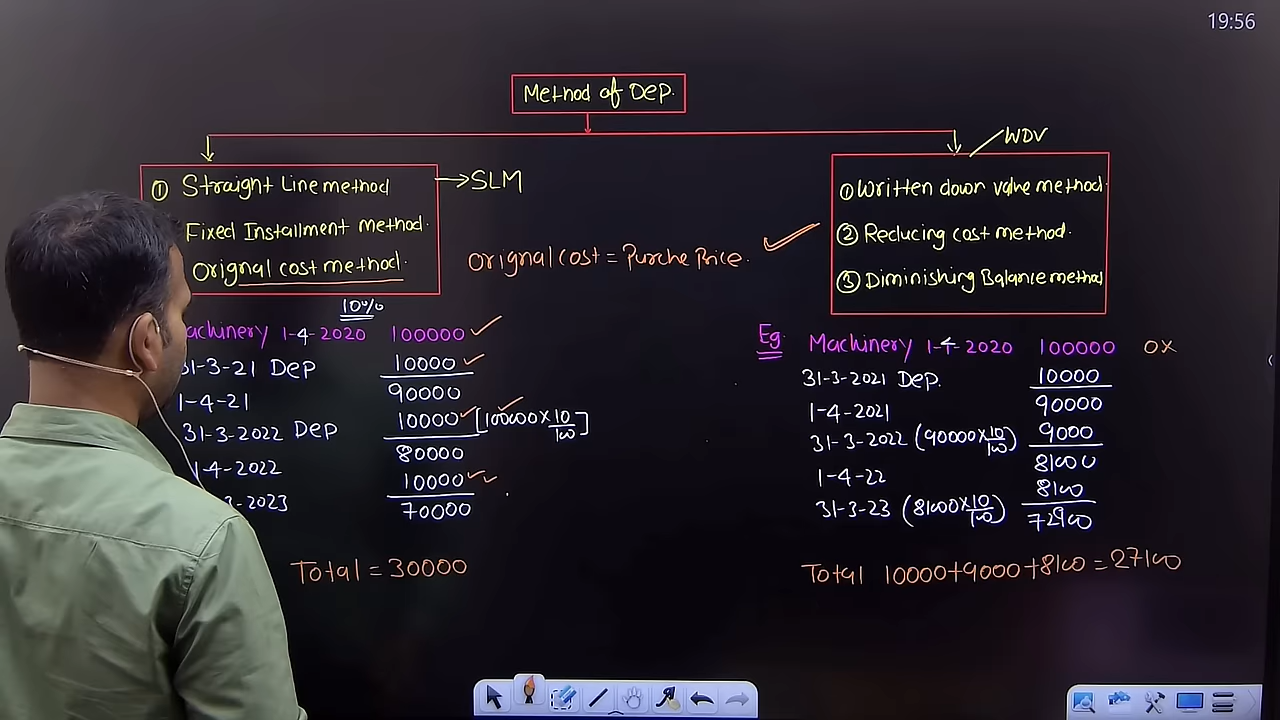 19:56
Method of Dep.
WDV
① Straight Line method → SLM
Fixed Installment method.
Orignal cost method.
Orignal cost = Purche Price.
① Written down value method.
② Reducing cost method.
③ Diminishing Balance method
10%
achinery 1-4-2020 100000
31-3-21 Dep 10000
1-4-21 90000
31-3-2022 Dep 10000 [100000×10/100]
80000
1-4-2022 10000
3-2023 70000
Total = 30000
Eg. Machinery 1-4-2020 100000 0X
31-3-2021 Dep. 10000
1-4-2021 90000
31-3-2022 (90000×10/100) 9000
81000
1-4-22 8100
31-3-23 (81000×10/100) 72900
Total 10000+9000+8100=27100